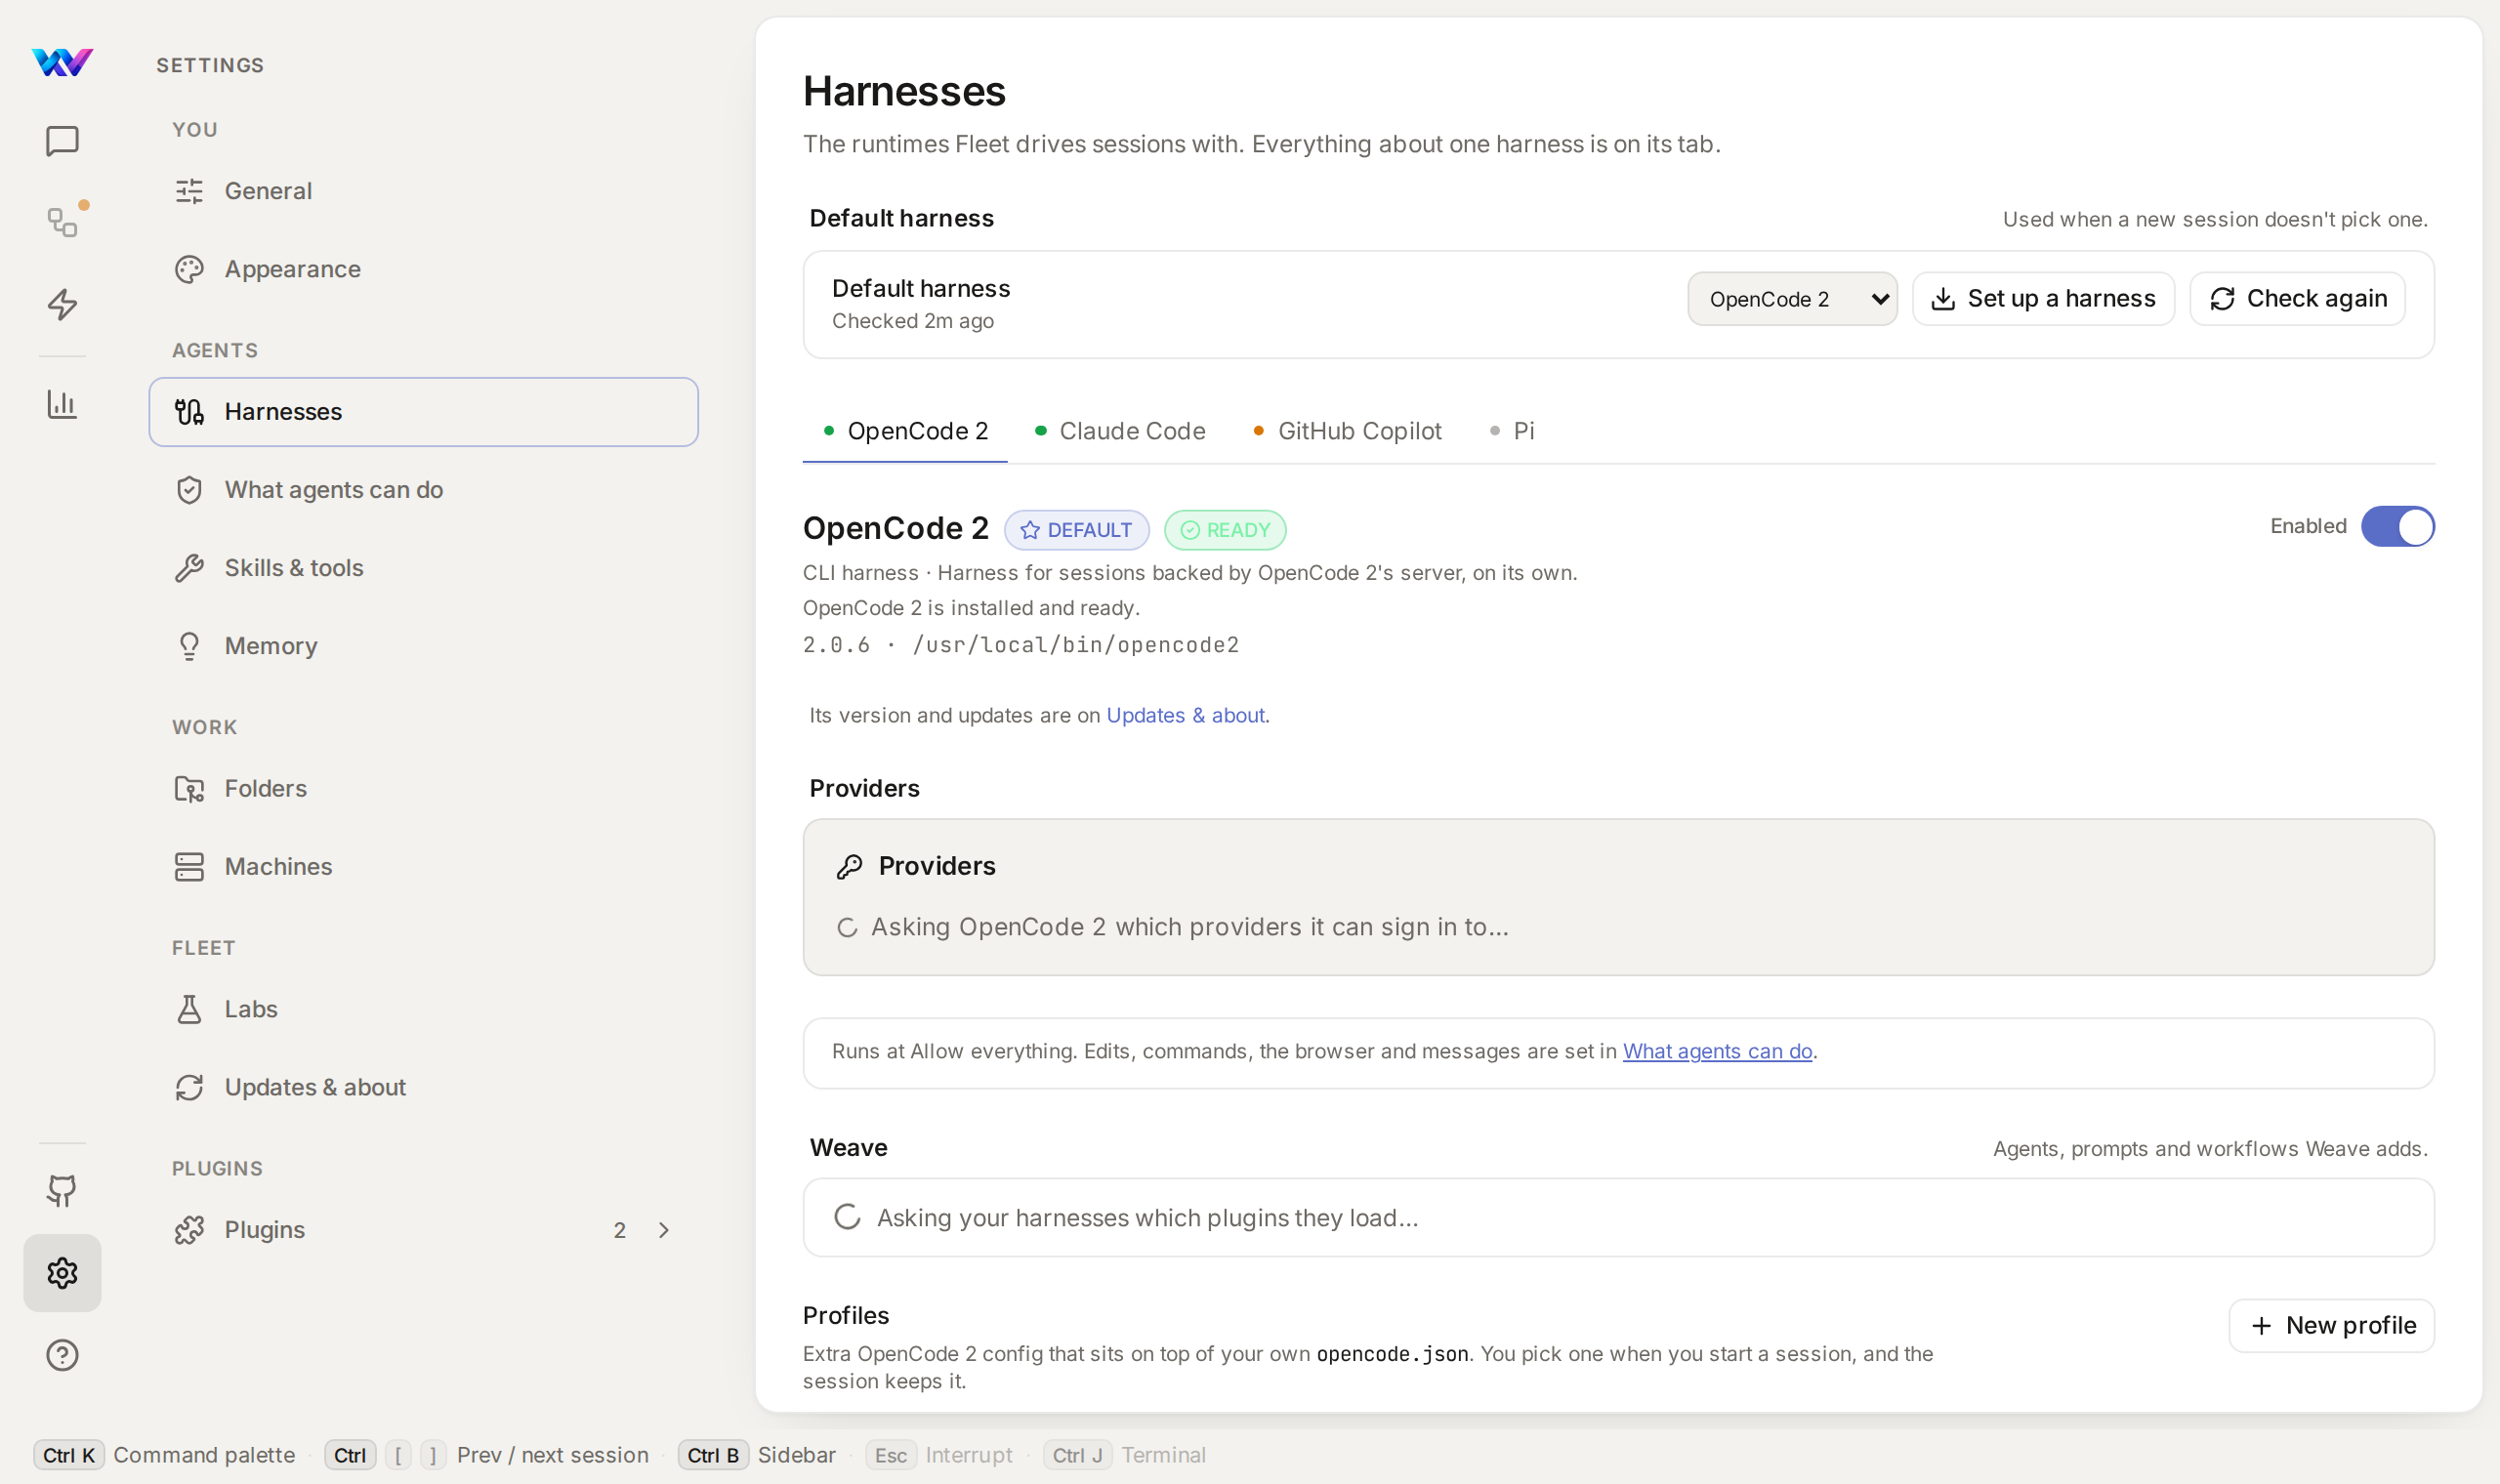 SETTINGS
YOU
General
Appearance
AGENTS
Harnesses
What agents can do
Skills & tools
Memory
WORK
Folders
Machines
FLEET
Labs
Updates & about
PLUGINS
Plugins 2
Harnesses
The runtimes Fleet drives sessions with. Everything about one harness is on its tab.
Default harness Used when a new session doesn't pick one.
Default harness
Checked 2m ago
OpenCode 2 Set up a harness Check again
OpenCode 2 Claude Code GitHub Copilot Pi
OpenCode 2 DEFAULT READY Enabled
CLI harness · Harness for sessions backed by OpenCode 2's server, on its own.
OpenCode 2 is installed and ready.
2.0.6 · /usr/local/bin/opencode2
Its version and updates are on Updates & about.
Providers
Providers
Asking OpenCode 2 which providers it can sign in to...
Runs at Allow everything. Edits, commands, the browser and messages are set in What agents can do.
Weave Agents, prompts and workflows Weave adds.
Asking your harnesses which plugins they load...
Profiles
New profile
Extra OpenCode 2 config that sits on top of your own opencode.json. You pick one when you start a session, and the
session keeps it.
Ctrl K Command palette · Ctrl [ ] Prev / next session · Ctrl B Sidebar · Esc Interrupt · Ctrl J Terminal